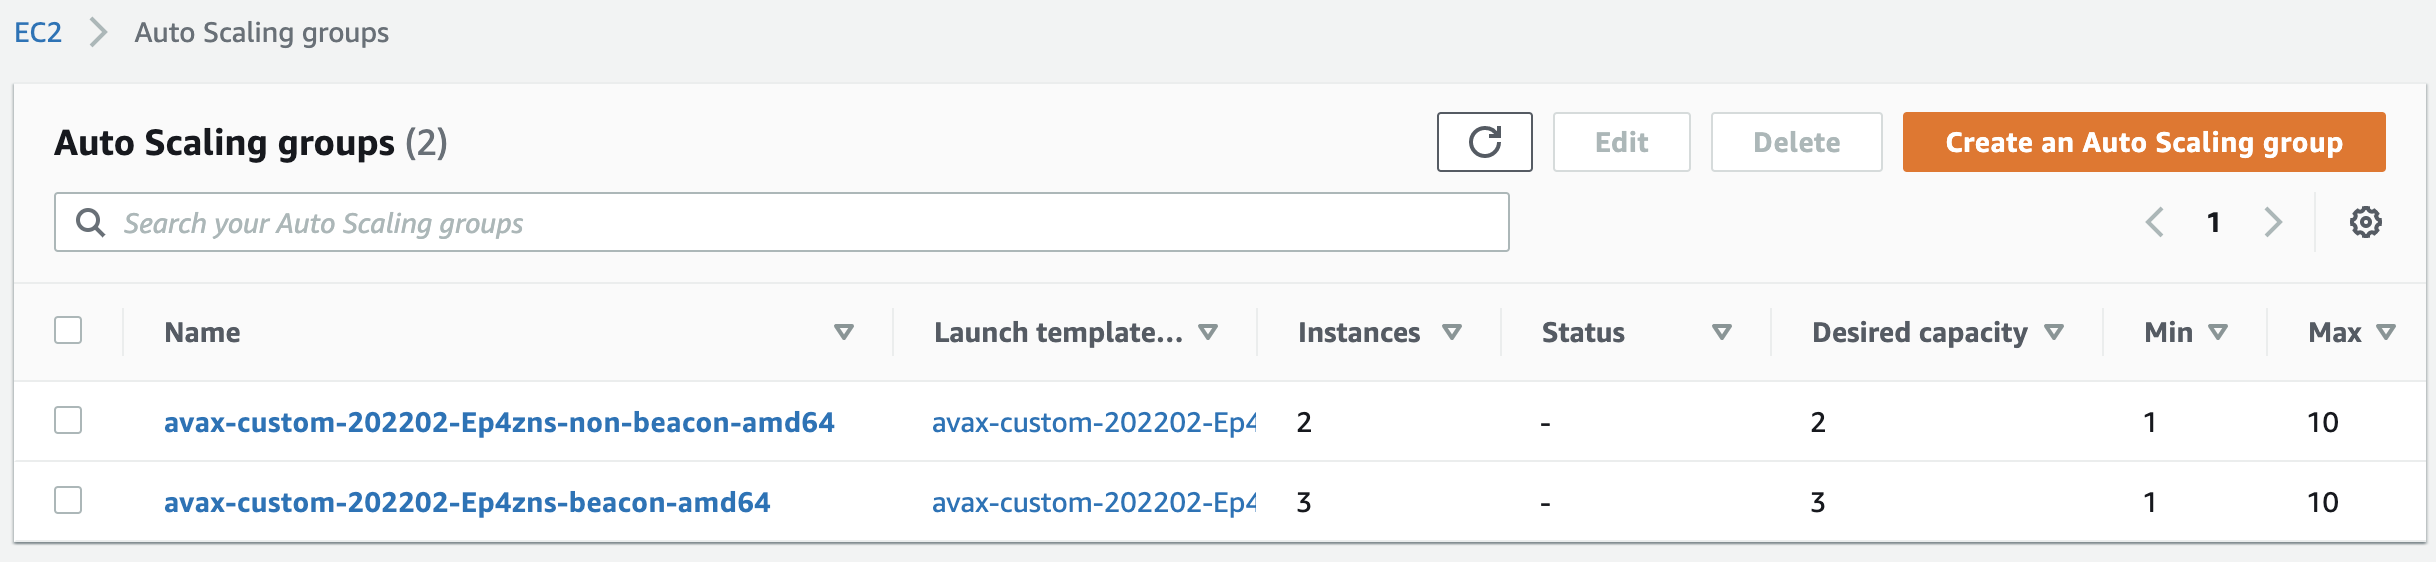 EC2 Auto Scaling groups
Auto Scaling groups (2) Edit Delete Create an Auto Scaling group
Search your Auto Scaling groups 1
Name Launch template... Instances Status Desired capacity Min Max
avax-custom-202202-Ep4zns-non-beacon-amd64 avax-custom-202202-Ep4 2 - 2 1 10
avax-custom-202202-Ep4zns-beacon-amd64 avax-custom-202202-Ep4 3 - 3 1 10